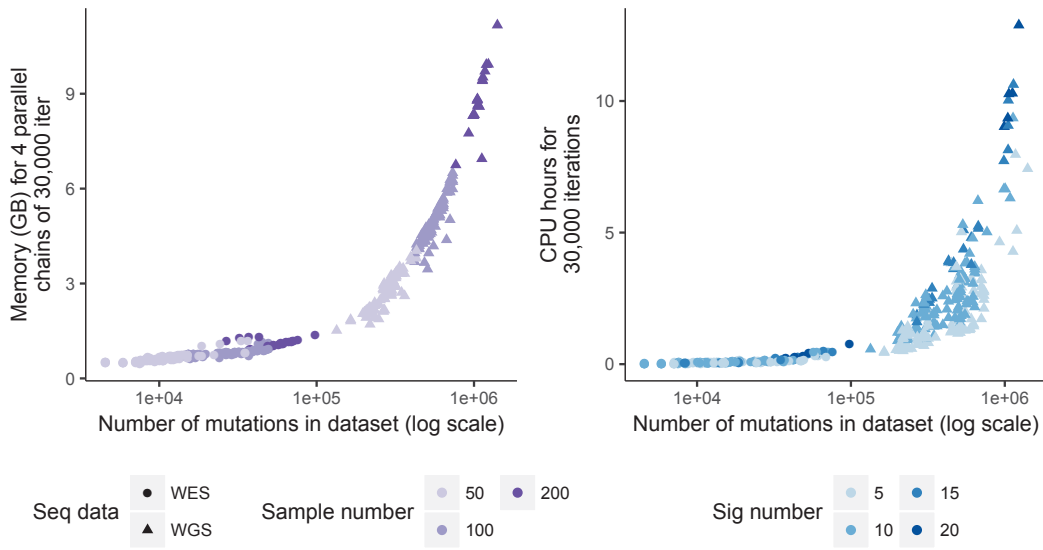 Memory (GB) for 4 parallel
chains of 30,000 iter
9
6
3
0
1e+04 1e+05 1e+06
Number of mutations in dataset (log scale)
CPU hours for
30,000 iterations
10
5
0
1e+04 1e+05 1e+06
Number of mutations in dataset (log scale)
Seq data
WES
WGS
Sample number
50 200
100
Sig number
5 15
10 20